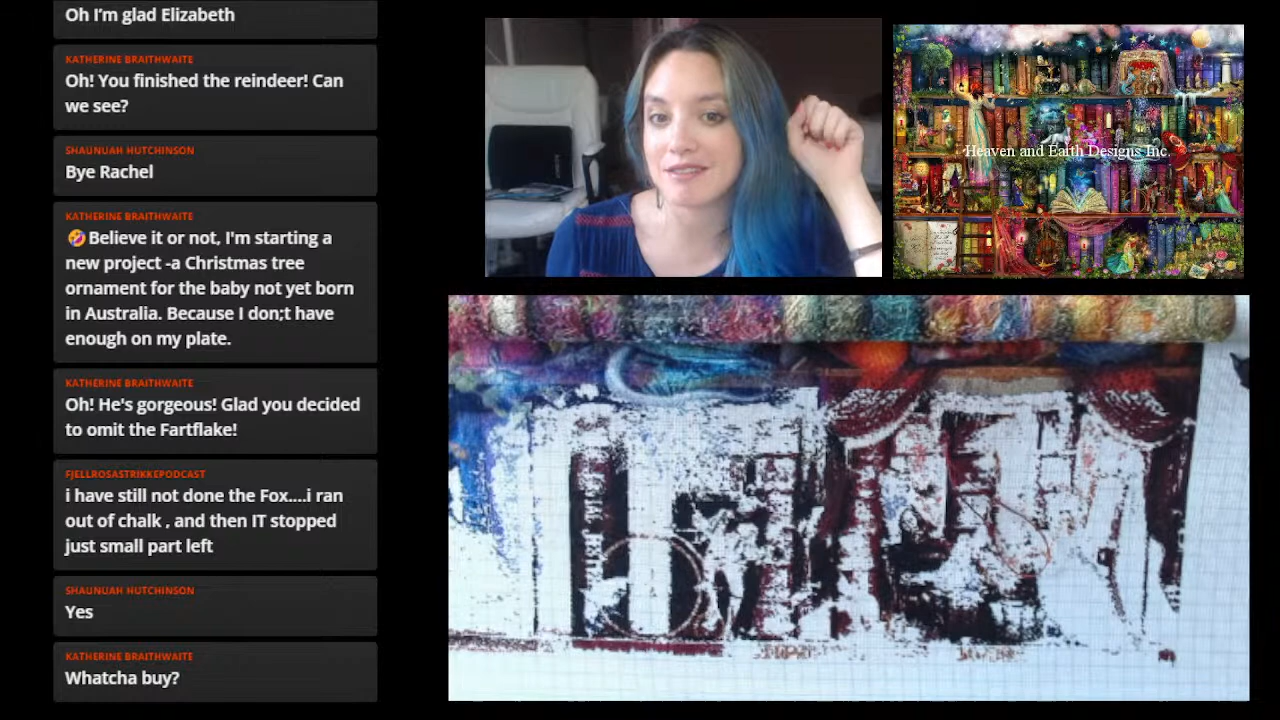 Oh I’m glad Elizabeth
KATHERINE BRAITHWAITE
Oh! You finished the reindeer! Can
we see?
SHAUNUAH HUTCHINSON
Bye Rachel
KATHERINE BRAITHWAITE
🤣Believe it or not, I'm starting a
new project -a Christmas tree
ornament for the baby not yet born
in Australia. Because I don;t have
enough on my plate.
KATHERINE BRAITHWAITE
Oh! He's gorgeous! Glad you decided
to omit the Fartflake!
FJELLROSASTRIKKEPODCAST
i have still not done the Fox....i ran
out of chalk , and then IT stopped
just small part left
SHAUNUAH HUTCHINSON
Yes
KATHERINE BRAITHWAITE
Whatcha buy?
Heaven and Earth Designs Inc.